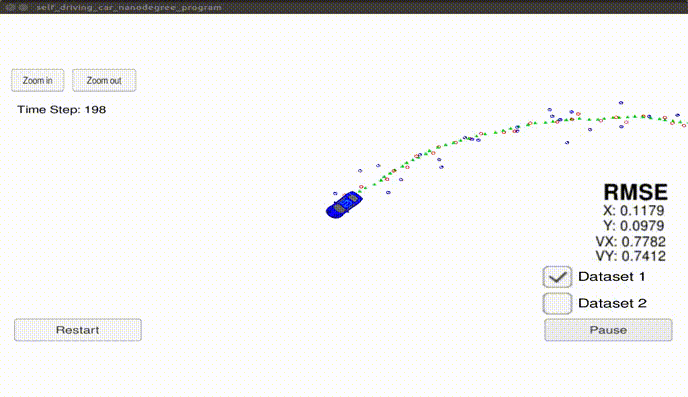 self_driving_car_nanodegree_program
Zoom in
Zoom out
Time Step: 198
RMSE
X: 0.1179
Y: 0.0979
VX: 0.7782
VY: 0.7412
Dataset 1
Dataset 2
Restart
Pause